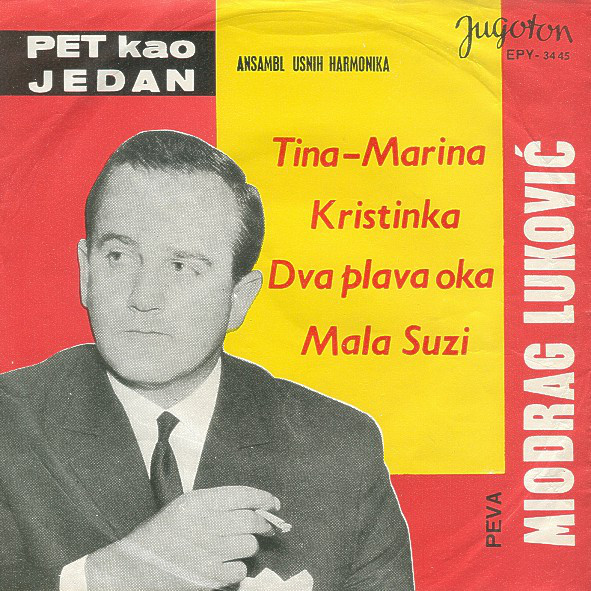 PET kao
JEDAN
ANSAMBL USNIH HARMONIKA
Jugoton
EPY-3445
Tina-Marina
Kristinka
Dva plava oka
Mala Suzi
PEVA
MIODRAG LUKOVIĆ